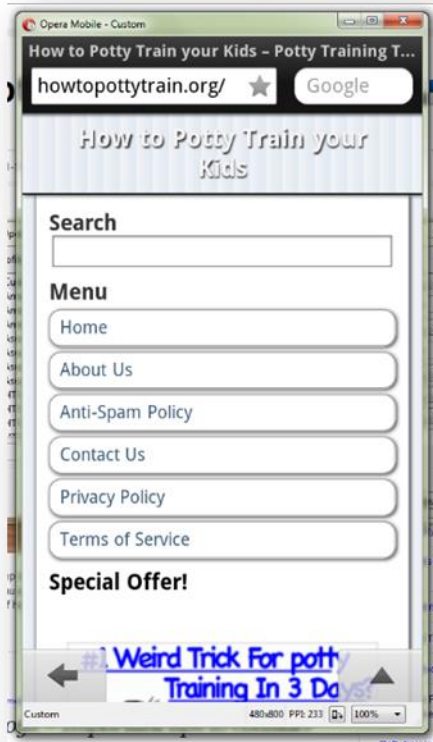 Opera Mobile - Custom
How to Potty Train your Kids – Potty Training T...
howtopottytrain.org/
Google
How to Potty Train your
Kids
Search
Menu
Home
About Us
Anti-Spam Policy
Contact Us
Privacy Policy
Terms of Service
Special Offer!
#1 Weird Trick For potty
Training In 3 Days?
Custom
480x800 PPI: 233
100%